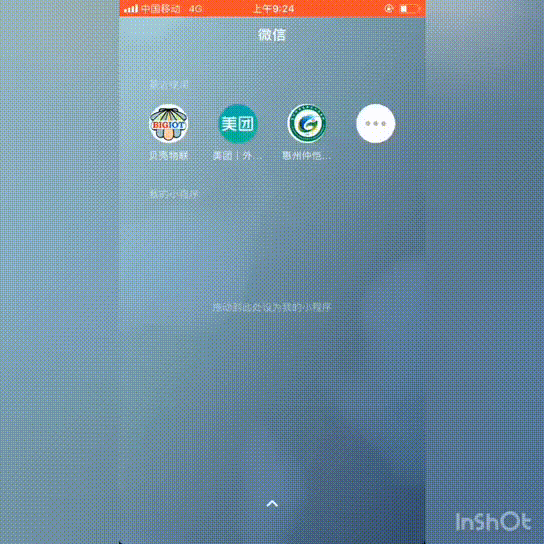 中国移动 4G 上午9:24
微信
最近使用
BIGIOT 美团
贝壳物联 美团 | 外... 惠州仲恺...
我的小程序
拖动到此处设为我的小程序
InShOt